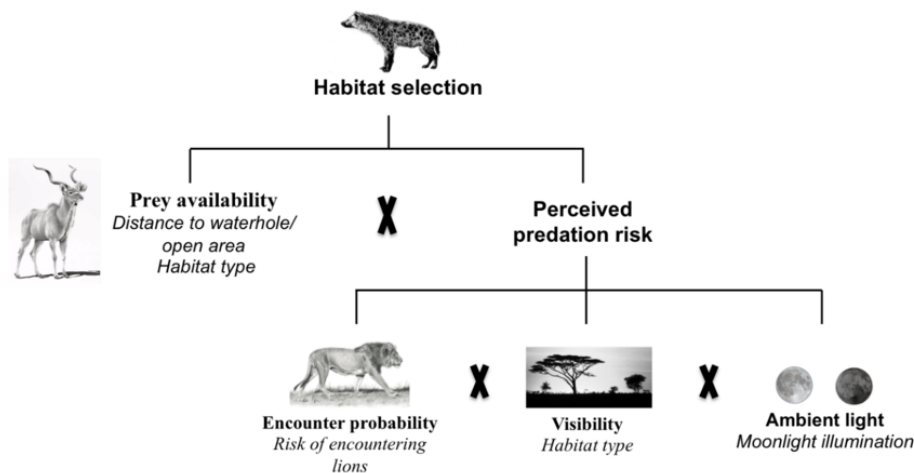 Habitat selection
Prey availability
Distance to waterhole/
open area
Habitat type
X
Perceived
predation risk
X
X
Encounter probability
Risk of encountering
lions
Visibility
Habitat type
Ambient light
Moonlight illumination